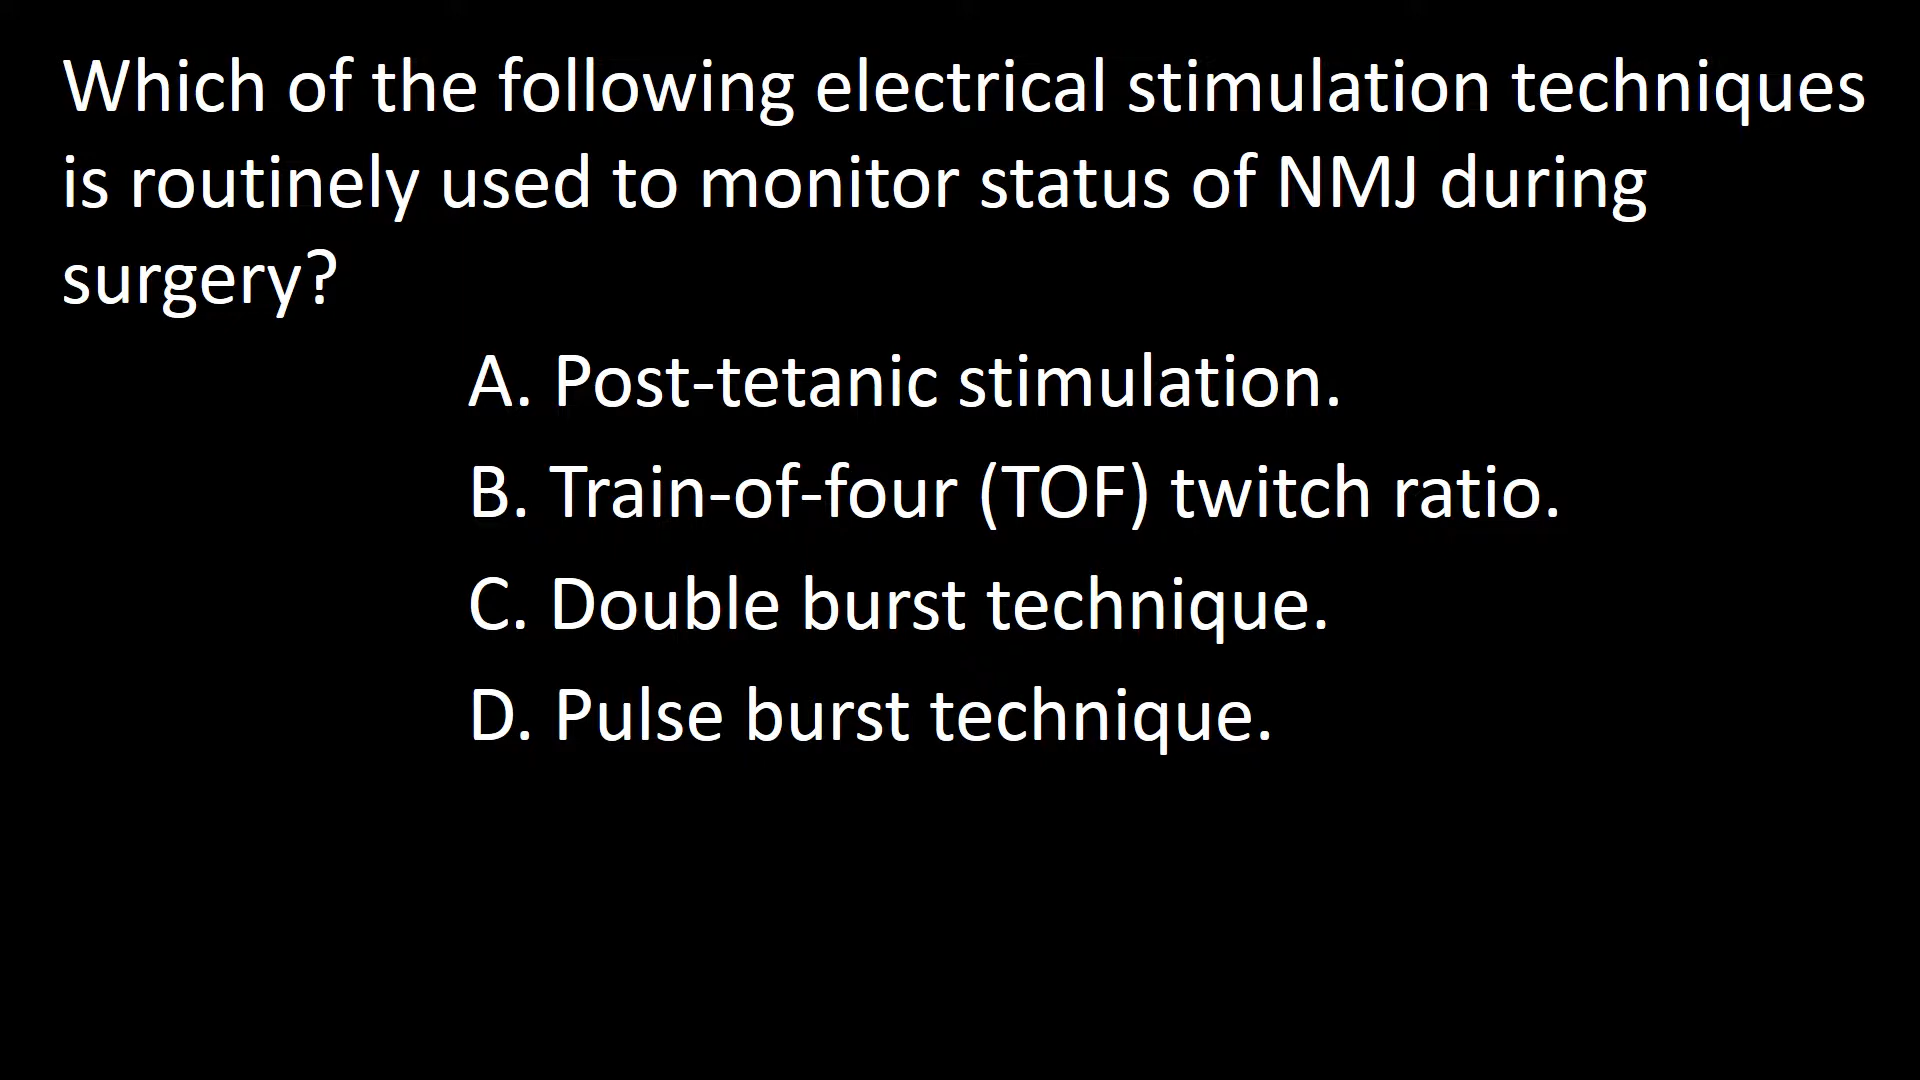 Which of the following electrical stimulation techniques
is routinely used to monitor status of NMJ during
surgery?
A. Post-tetanic stimulation.
B. Train-of-four (TOF) twitch ratio.
C. Double burst technique.
D. Pulse burst technique.